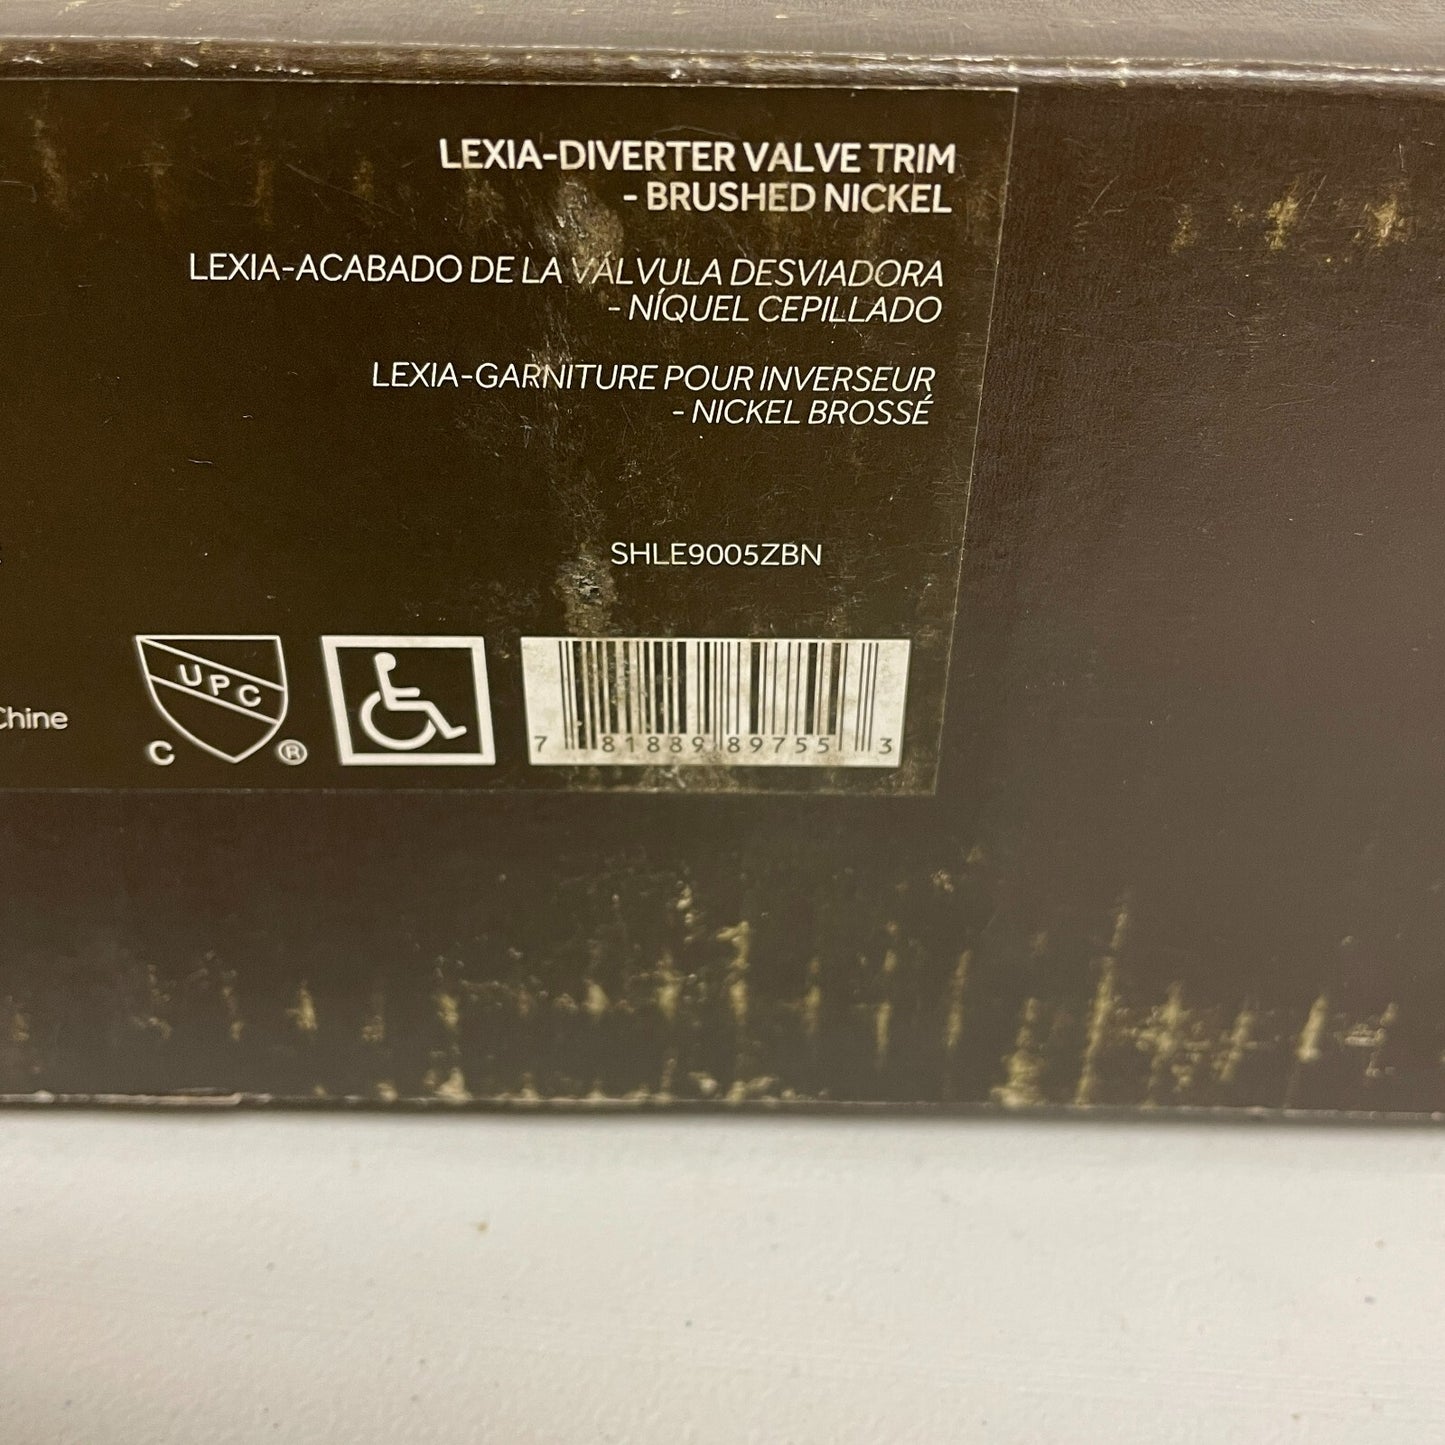 LEXIA-DIVERTER VALVE TRIM
- BRUSHED NICKEL
LEXIA-ACABADO DE LA VÁLVULA DESVIADORA
- NÍQUEL CEPILLADO
LEXIA-GARNITURE POUR INVERSEUR
- NICKEL BROSSÉ
SHLE9005ZBN
Chine
UPC
C ®
7 81889 89755 3